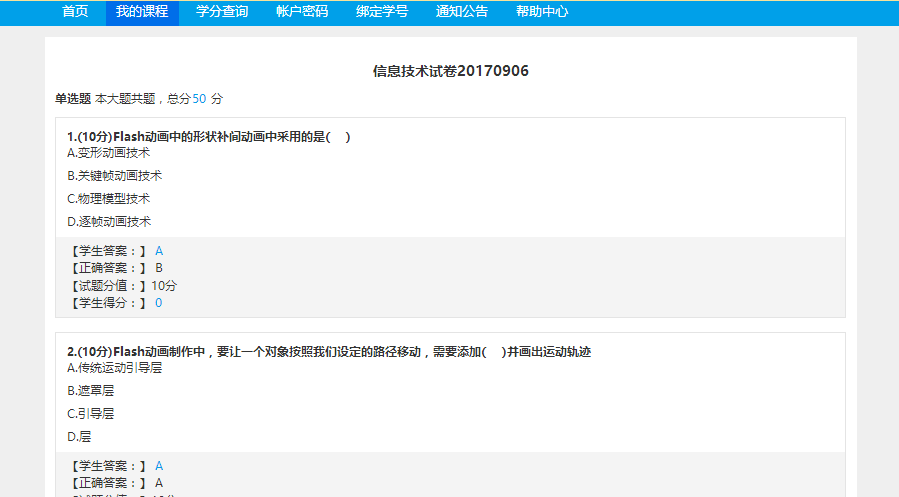 首页 我的课程 学分查询 帐户密码 绑定学号 通知公告 帮助中心
信息技术试卷20170906
单选题 本大题共题，总分50 分
1.(10分)Flash动画中的形状补间动画中采用的是( )
A.变形动画技术
B.关键帧动画技术
C.物理模型技术
D.逐帧动画技术
【学生答案：】 A
【正确答案：】 B
【试题分值：】10分
【学生得分：】 0
2.(10分)Flash动画制作中，要让一个对象按照我们设定的路径移动，需要添加( )并画出运动轨迹
A.传统运动引导层
B.遮罩层
C.引导层
D.层
【学生答案：】 A
【正确答案：】 A